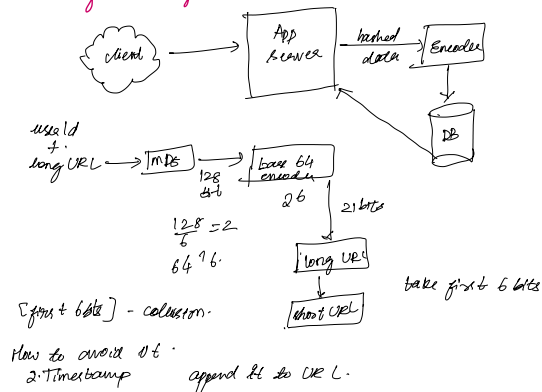 client
App
Server
hashed
data
Encoder
DB
userId
+
long URL
MD5
128
bit
base 64
encoder
26
21 bits
128/6 = 2
64^6.
long URL
short URL
take first 6 bits
[first 6 bits] - collision.
How to avoid it.
2. Timestamp append it to URL.